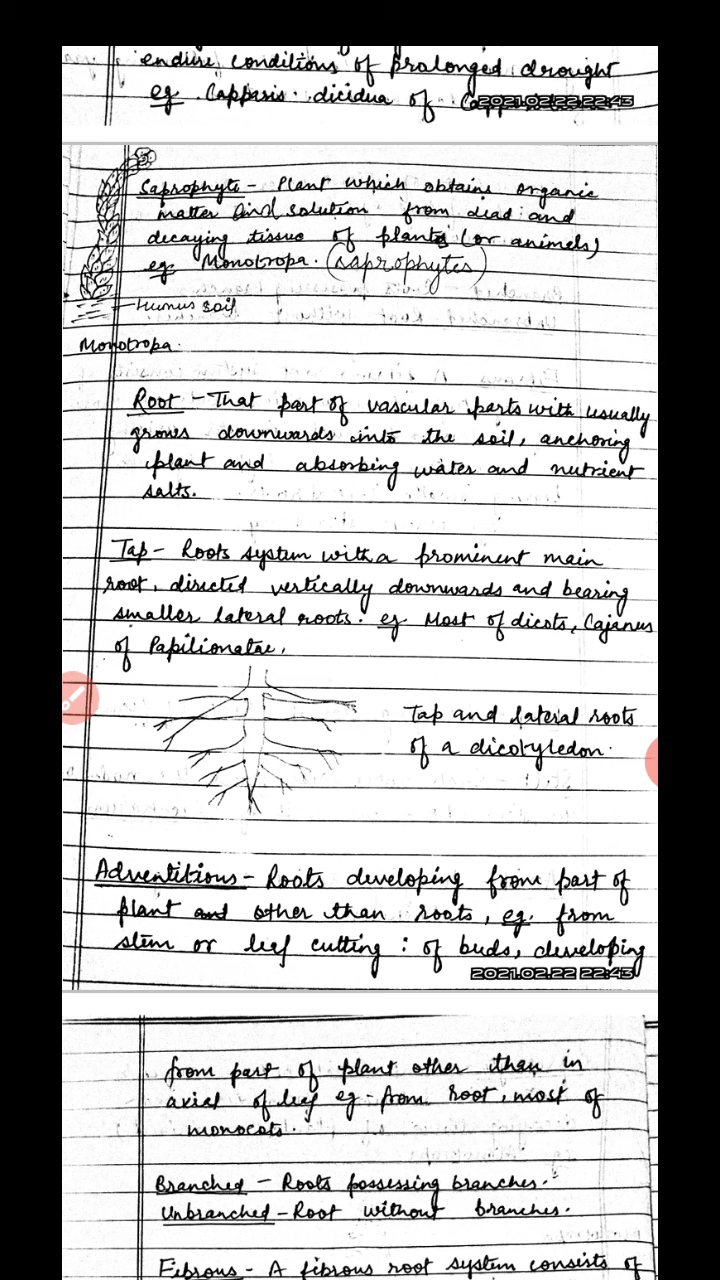 endure conditions of prolonged drought
eg Capparis. dicidua of
2021.02.22 22:43
Saprophyte - Plant which obtains organic
matter solution from dead and
decaying tissue of plants (or animals)
eg Monotropa. (saprophytes)
Humus soil
Monotropa.
Root - That part of vascular parts with usually
grows downwards into the soil, anchoring
plant and absorbing water and nutrient
salts.
Tap - Roots system with a prominent main
root, directed vertically downwards and bearing
smaller lateral roots. eg Most of dicots, Cajanus
of Papilionatae.
Tap and lateral roots
of a dicotyledon.
Adventitious - Roots developing from part of
plant and other than roots, eg. from
stem or leef cutting : of buds, developing
2021.02.22 22:43
from part of plant other than in
axial of leef eg - from root, most of
monocots.
Branched - Roots possessing branches.
Unbranched - Root without branches.
Fibrous - A fibrous root system consists of